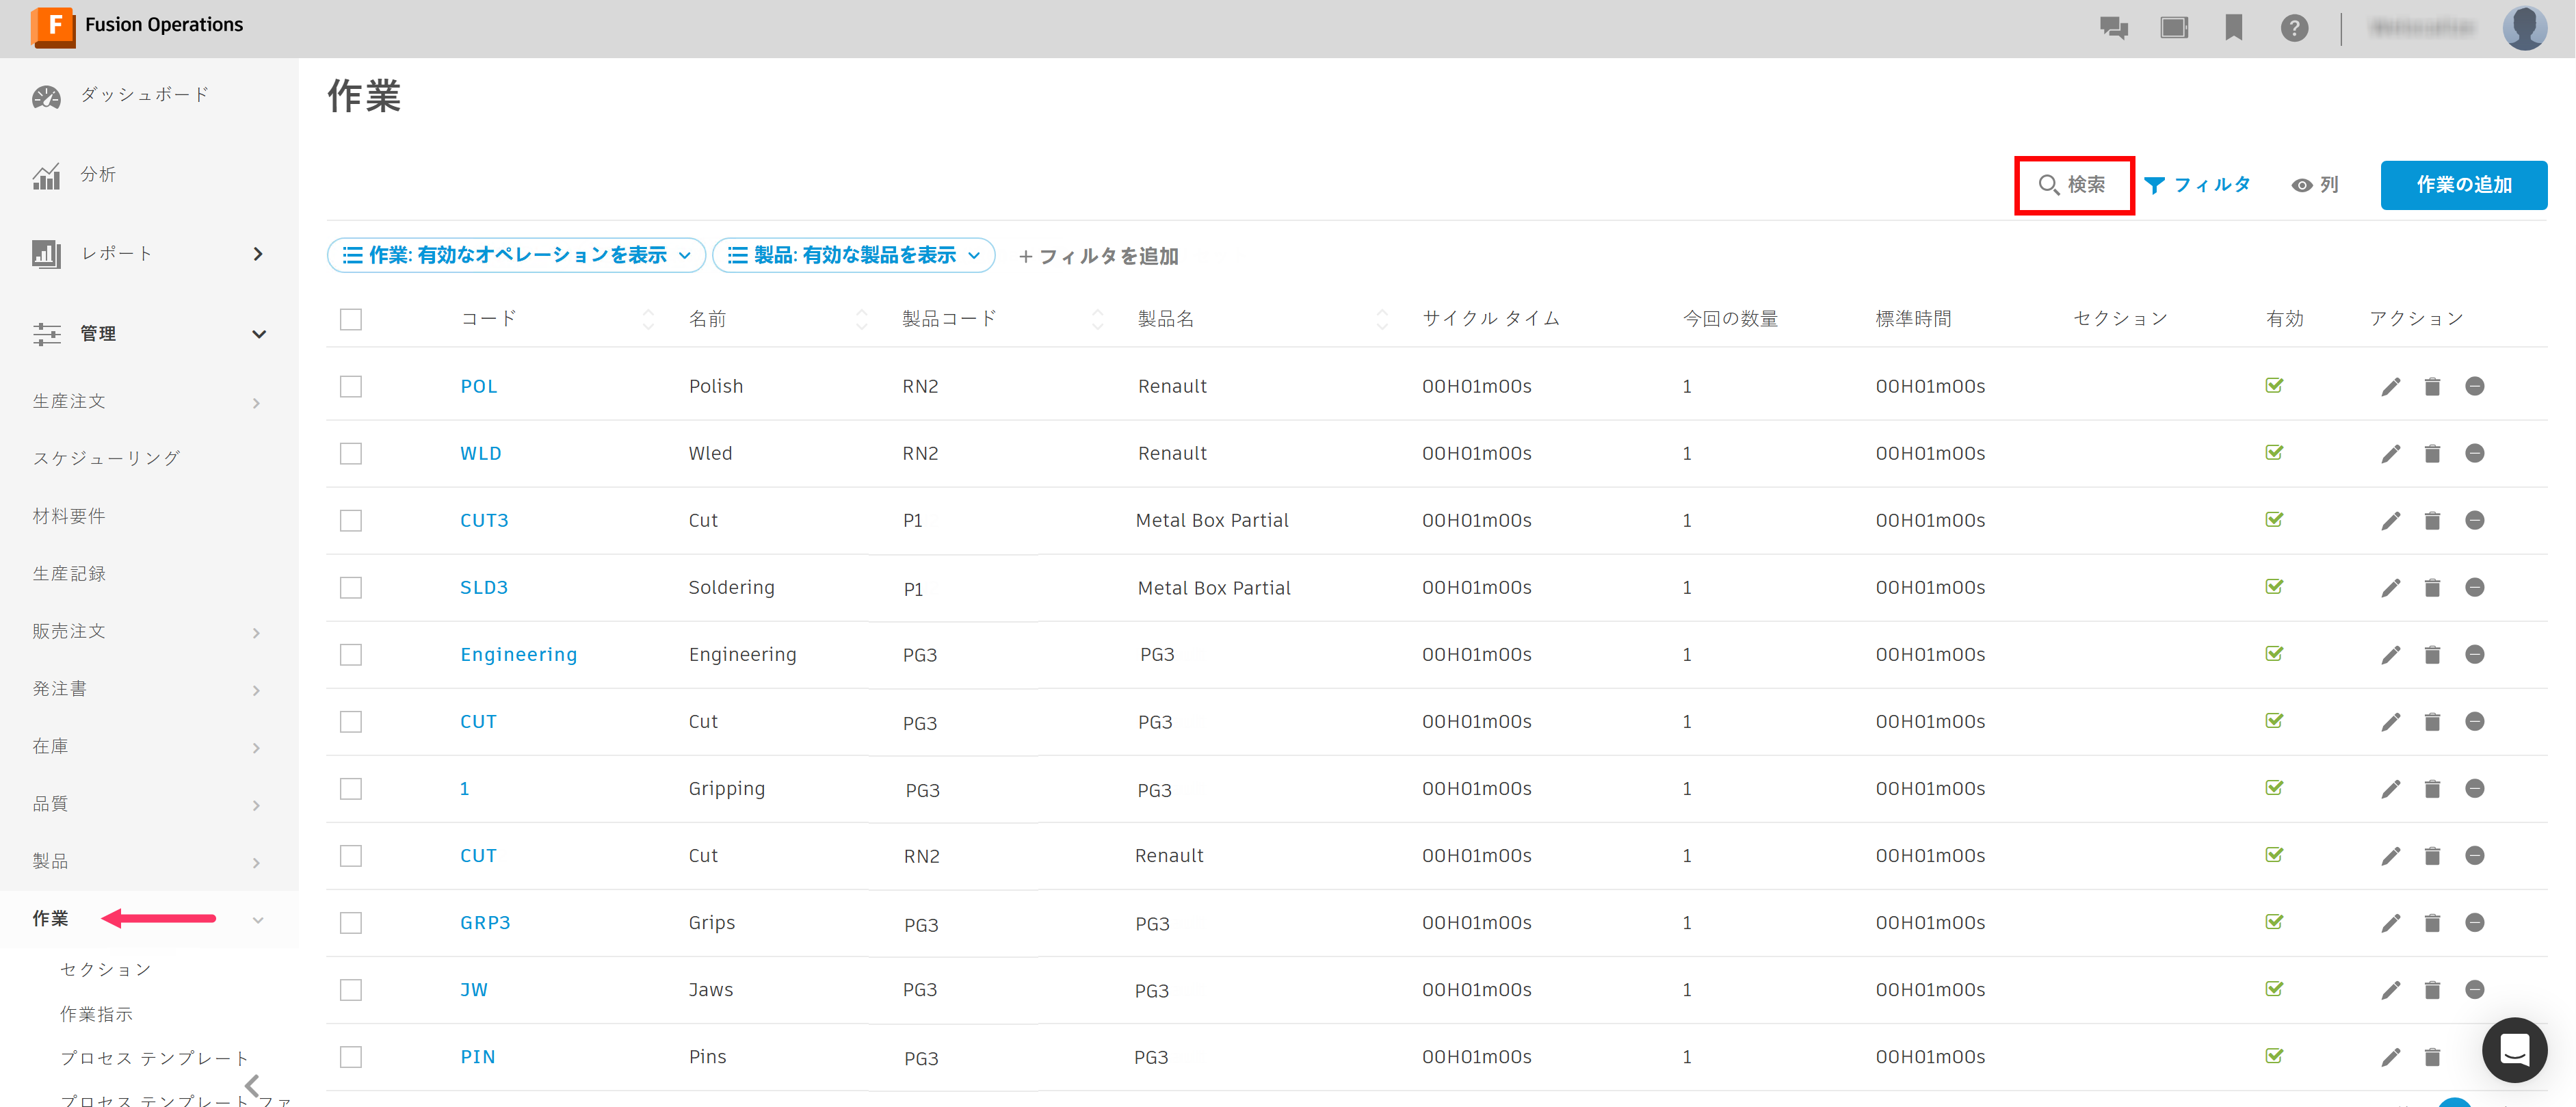 F Fusion Operations
ダッシュボード
分析
レポート
管理
生産注文
スケジューリング
材料要件
生産記録
販売注文
発注書
在庫
品質
製品
作業
セクション
作業指示
プロセス テンプレート
プロセス テンプレート ファ
作業
検索 フィルタ 列 作業の追加
作業: 有効なオペレーションを表示 製品: 有効な製品を表示 + フィルタを追加
コード 名前 製品コード 製品名 サイクル タイム 今回の数量 標準時間 セクション 有効 アクション
POL Polish RN2 Renault 00H01m00s 1 00H01m00s
WLD Wled RN2 Renault 00H01m00s 1 00H01m00s
CUT3 Cut P1 Metal Box Partial 00H01m00s 1 00H01m00s
SLD3 Soldering P1 Metal Box Partial 00H01m00s 1 00H01m00s
Engineering Engineering PG3 PG3 00H01m00s 1 00H01m00s
CUT Cut PG3 PG3 00H01m00s 1 00H01m00s
1 Gripping PG3 PG3 00H01m00s 1 00H01m00s
CUT Cut RN2 Renault 00H01m00s 1 00H01m00s
GRP3 Grips PG3 PG3 00H01m00s 1 00H01m00s
JW Jaws PG3 PG3 00H01m00s 1 00H01m00s
PIN Pins PG3 PG3 00H01m00s 1 00H01m00s